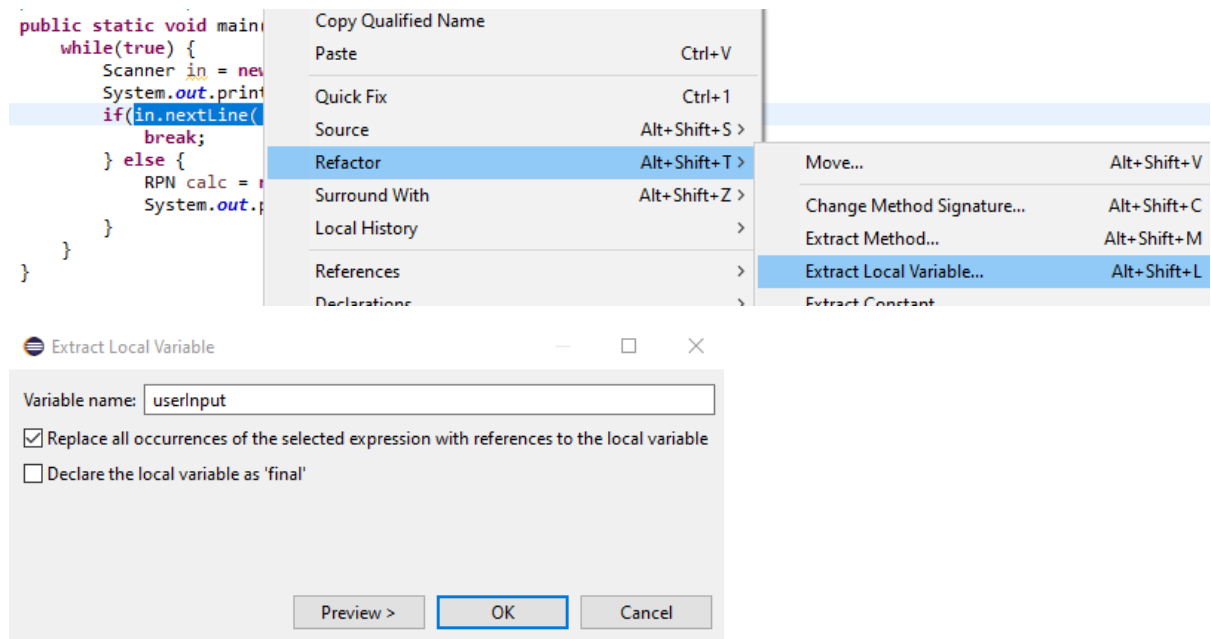 public static void main(
while(true) {
Scanner in = new
System.out.print
if(in.nextLine(
break;
} else {
RPN calc =
System.out.
}
}
}
Copy Qualified Name
Paste Ctrl+V
Quick Fix Ctrl+1
Source Alt+Shift+S >
Refactor Alt+Shift+T >
Surround With Alt+Shift+Z >
Local History >
References >
Declarations >
Move... Alt+Shift+V
Change Method Signature... Alt+Shift+C
Extract Method... Alt+Shift+M
Extract Local Variable... Alt+Shift+L
Extract Constant
Extract Local Variable
Variable name: userInput
Replace all occurrences of the selected expression with references to the local variable
Declare the local variable as 'final'
Preview > OK Cancel